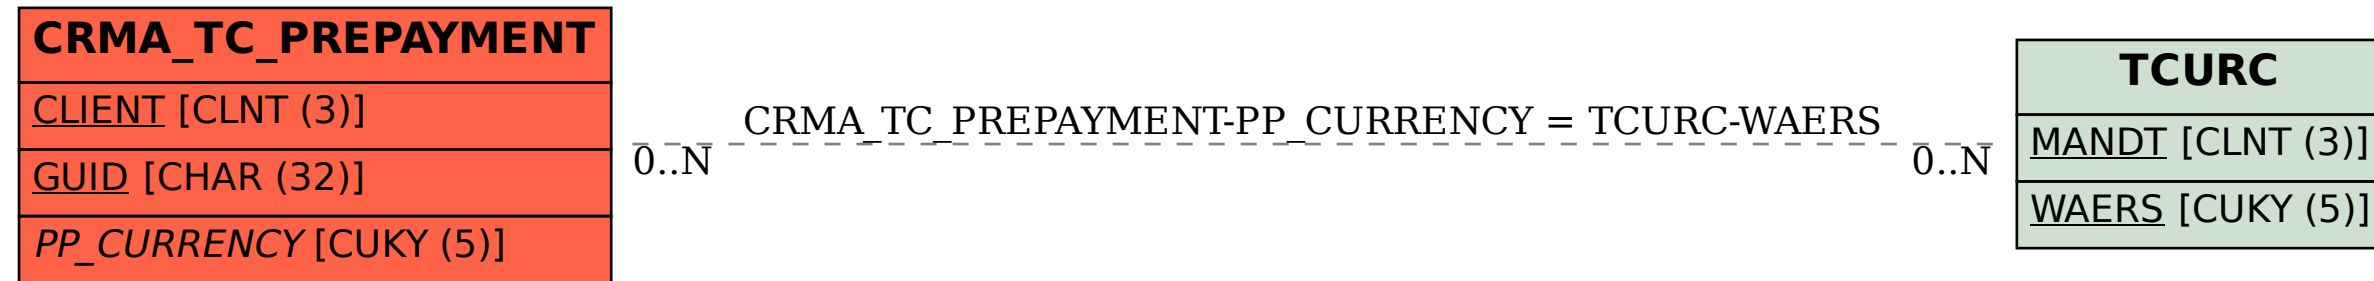 CRMA_TC_PREPAYMENT
CLIENT [CLNT (3)]
GUID [CHAR (32)]
PP_CURRENCY [CUKY (5)]
CRMA_TC_PREPAYMENT-PP_CURRENCY = TCURC-WAERS
0..N
0..N
TCURC
MANDT [CLNT (3)]
WAERS [CUKY (5)]